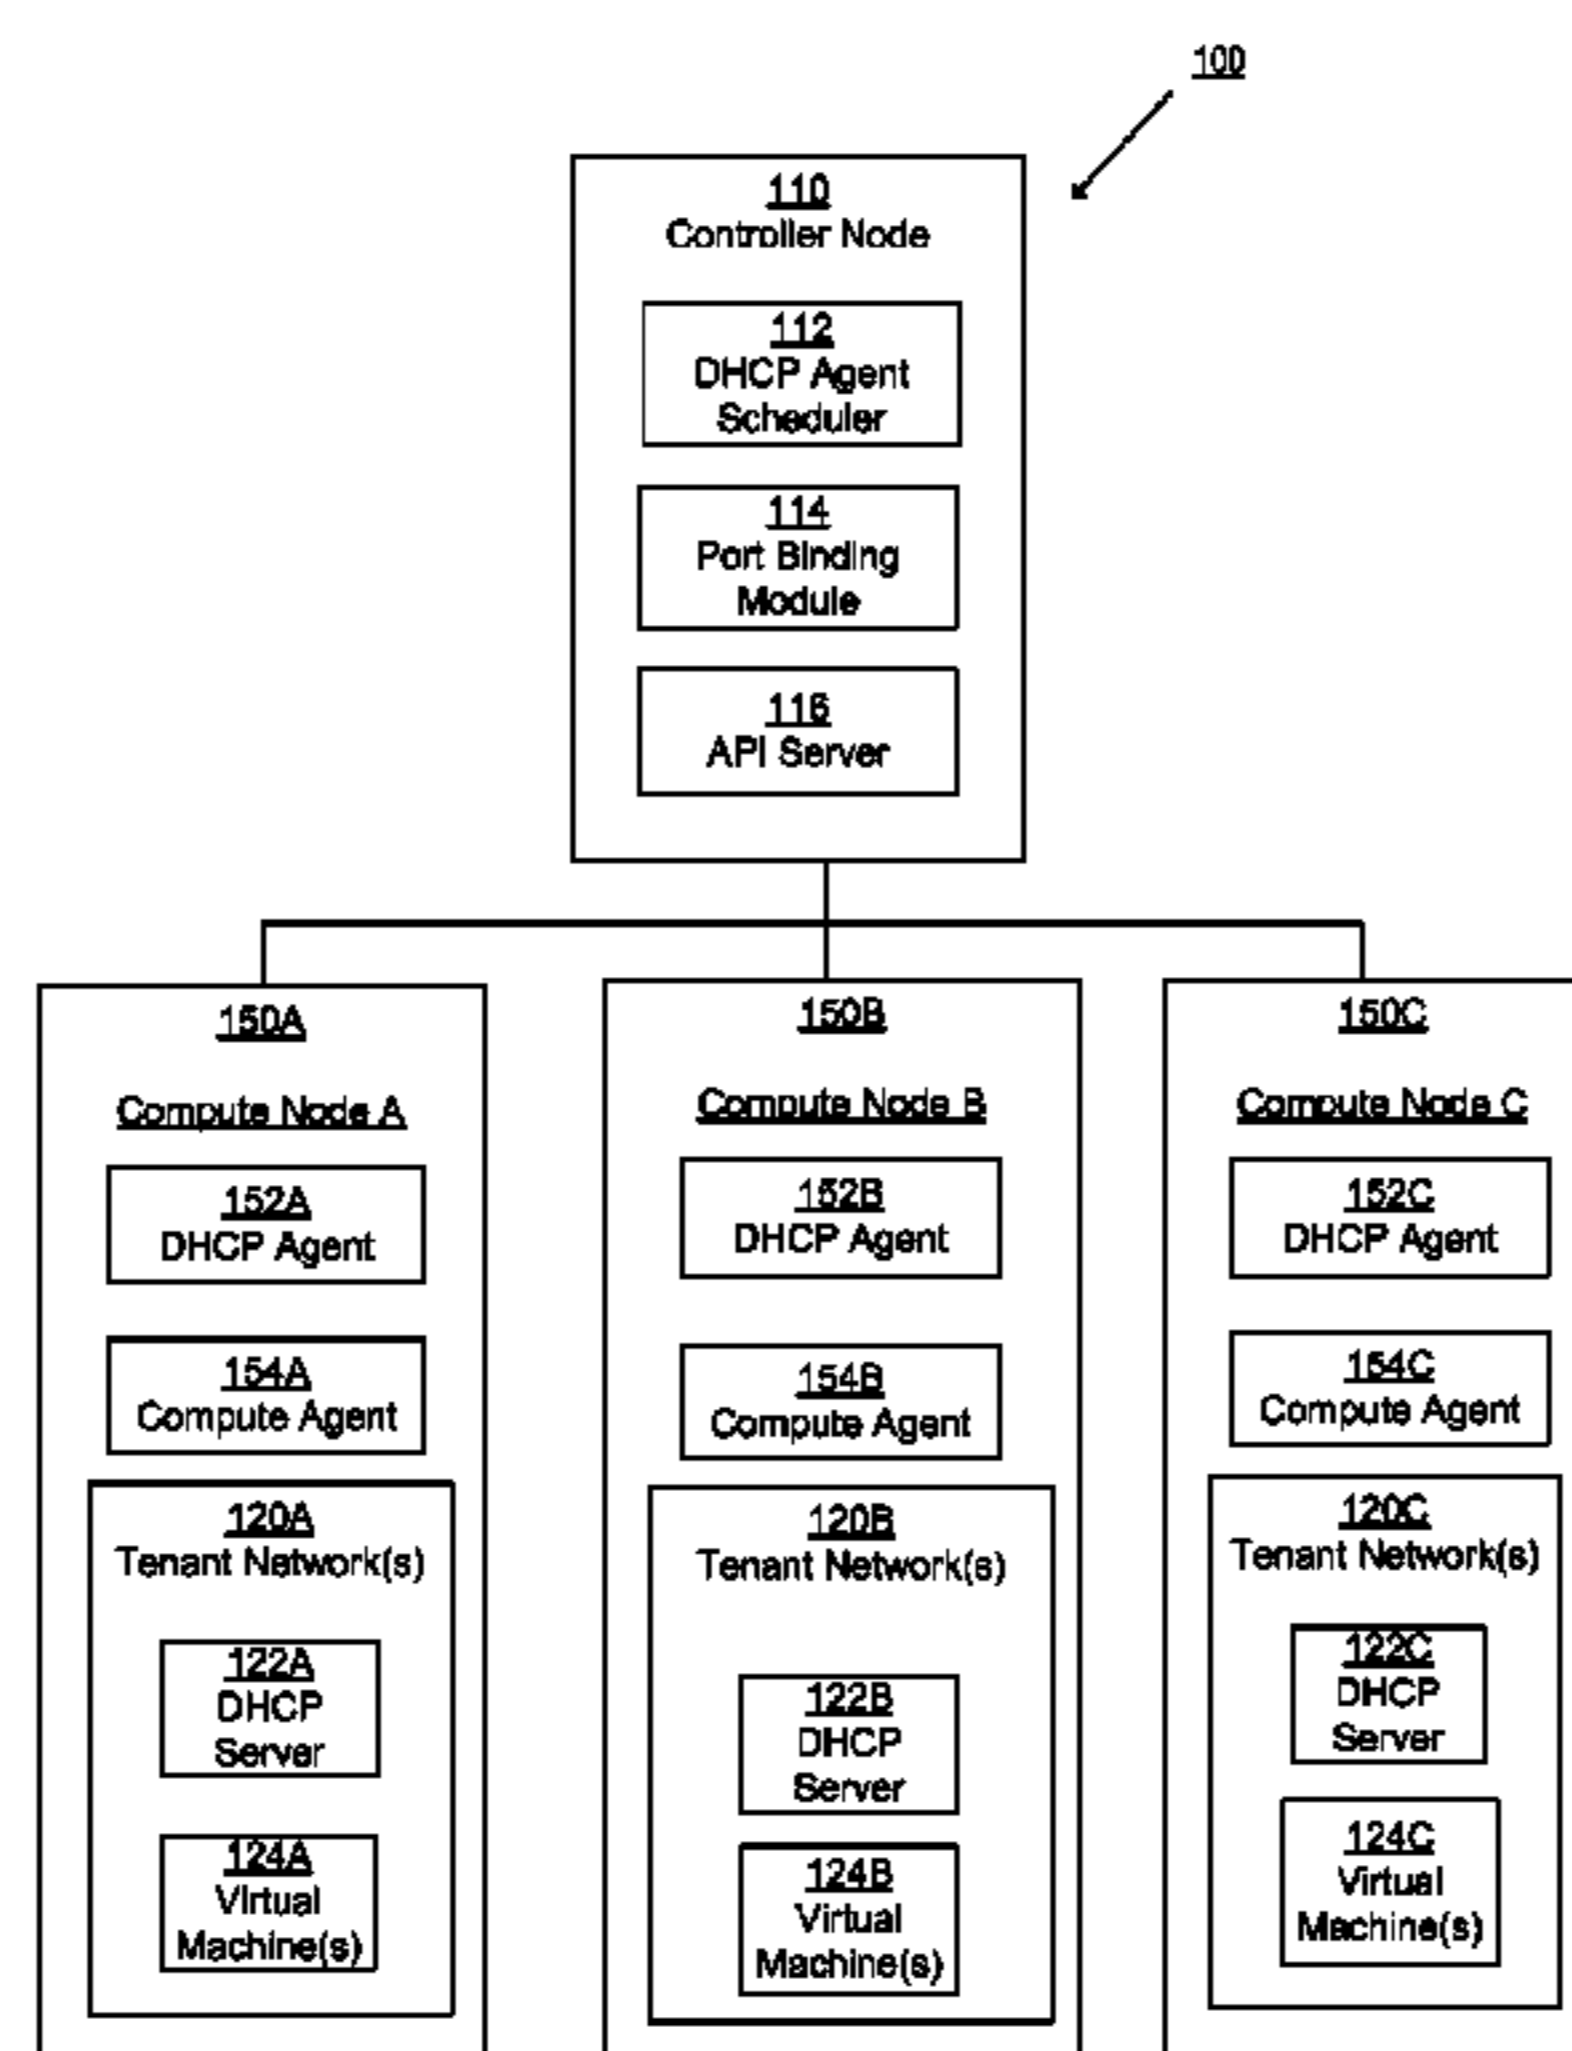 100
110
Controller Node
112
DHCP Agent
Scheduler
114
Port Binding
Module
116
API Server
150A
Compute Node A
152A
DHCP Agent
154A
Compute Agent
120A
Tenant Network(s)
122A
DHCP
Server
124A
Virtual
Machine(s)
150B
Compute Node B
152B
DHCP Agent
154B
Compute Agent
120B
Tenant Network(s)
122B
DHCP
Server
124B
Virtual
Machine(s)
150C
Compute Node C
152C
DHCP Agent
154C
Compute Agent
120C
Tenant Network(s)
122C
DHCP
Server
124C
Virtual
Machine(s)